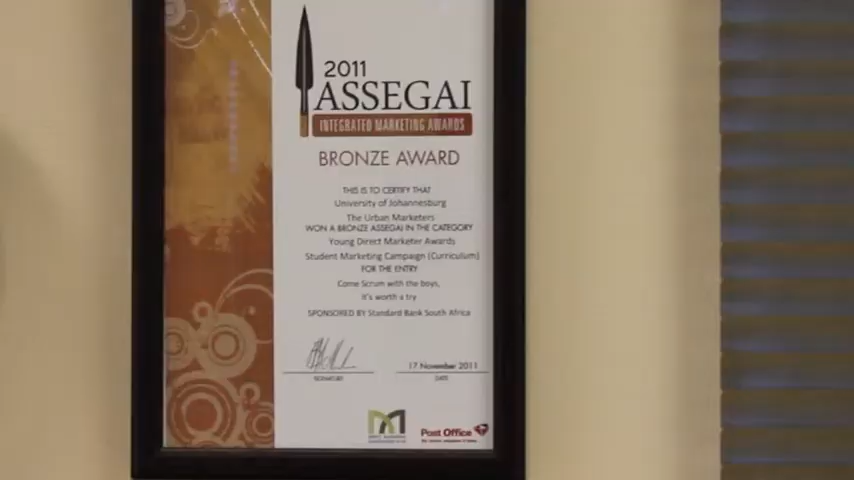 2011
ASSEGAI
INTEGRATED MARKETING AWARDS
BRONZE AWARD
THIS IS TO CERTIFY THAT
University of Johannesburg
The Urban Marketers
WON A BRONZE ASSEGAI IN THE CATEGORY
Young Direct Marketer Awards
Student Marketing Campaign (Curriculum)
FOR THE ENTRY
Come Scrum with the boys,
it's worth a try
SPONSORED BY Standard Bank South Africa
17 November 2011
SIGNATURE
DATE
Post Office